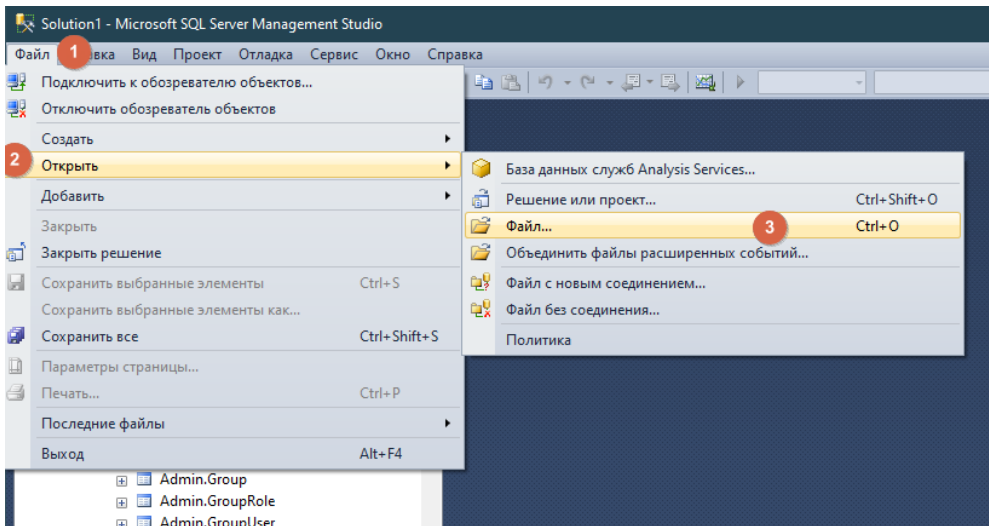 Solution1 - Microsoft SQL Server Management Studio
Файл 1 вка Вид Проект Отладка Сервис Окно Справка
Подключить к обозревателю объектов...
Отключить обозреватель объектов
Создать
2 Открыть
Добавить
Закрыть
Закрыть решение
Сохранить выбранные элементы Ctrl+S
Сохранить выбранные элементы как...
Сохранить все Ctrl+Shift+S
Параметры страницы...
Печать... Ctrl+P
Последние файлы
Выход Alt+F4
База данных служб Analysis Services...
Решение или проект... Ctrl+Shift+O
Файл... 3 Ctrl+O
Объединить файлы расширенных событий...
Файл с новым соединением...
Файл без соединения...
Политика
Admin.Group
Admin.GroupRole
Admin.GroupUser